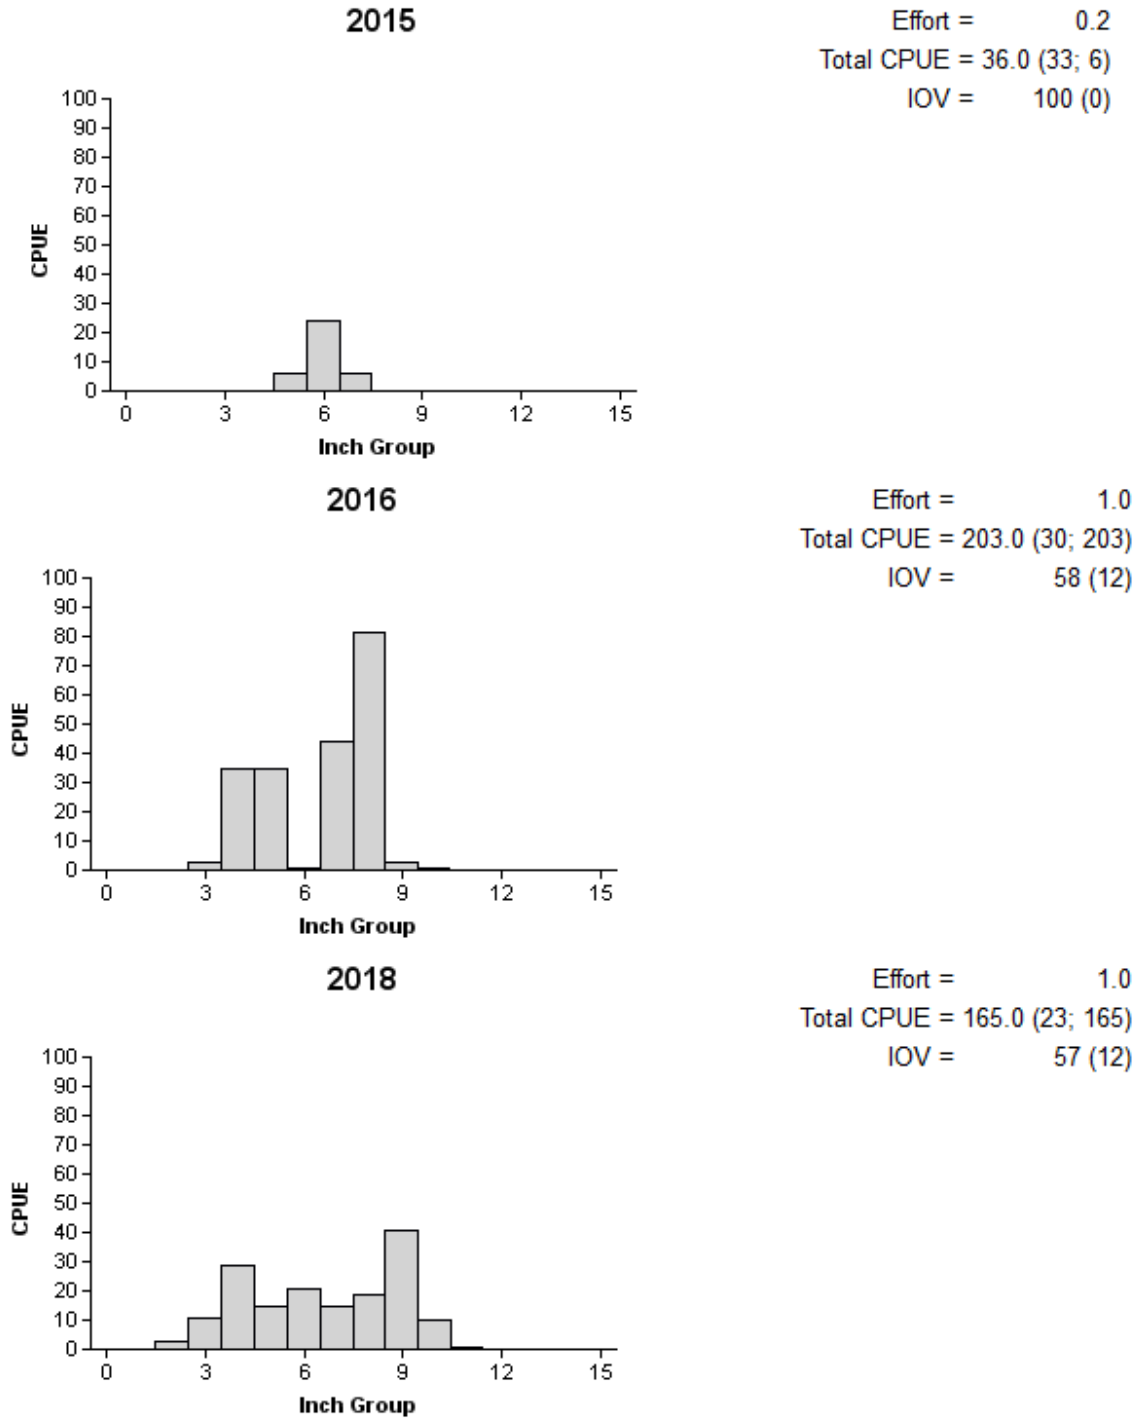 2015
Effort = 0.2
Total CPUE = 36.0 (33; 6)
IOV = 100 (0)
100
90
80
70
60
50
40
30
20
10
0
CPUE
0 3 6 9 12 15
Inch Group
2016
Effort = 1.0
Total CPUE = 203.0 (30; 203)
IOV = 58 (12)
100
90
80
70
60
50
40
30
20
10
0
CPUE
0 3 6 9 12 15
Inch Group
2018
Effort = 1.0
Total CPUE = 165.0 (23; 165)
IOV = 57 (12)
100
90
80
70
60
50
40
30
20
10
0
CPUE
0 3 6 9 12 15
Inch Group